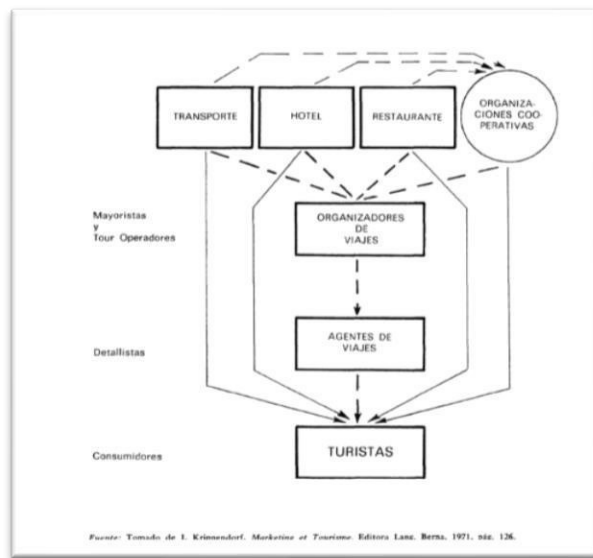 TRANSPORTE
HOTEL
RESTAURANTE
ORGANIZA-
CIONES COO-
PERATIVAS
Mayoristas
y
Tour Operadores
ORGANIZADORES
DE
VIAJES
Detallistas
AGENTES DE
VIAJES
Consumidores
TURISTAS
Fuente: Tomado de J. Krippendorf, Marketing et Tourisme. Editora Lang, Berna, 1971, pág. 126.